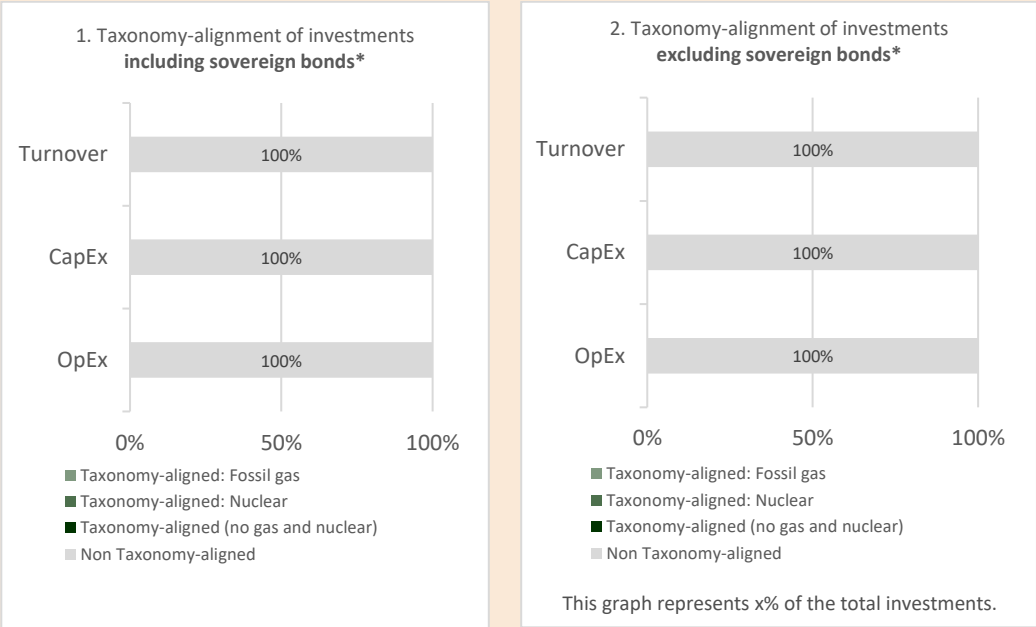 1. Taxonomy-alignment of investments
including sovereign bonds*
Turnover
100%
CapEx
100%
OpEx
100%
0% 50% 100%
Taxonomy-aligned: Fossil gas
Taxonomy-aligned: Nuclear
Taxonomy-aligned (no gas and nuclear)
Non Taxonomy-aligned
2. Taxonomy-alignment of investments
excluding sovereign bonds*
Turnover
100%
CapEx
100%
OpEx
100%
0% 50% 100%
Taxonomy-aligned: Fossil gas
Taxonomy-aligned: Nuclear
Taxonomy-aligned (no gas and nuclear)
Non Taxonomy-aligned
This graph represents x% of the total investments.